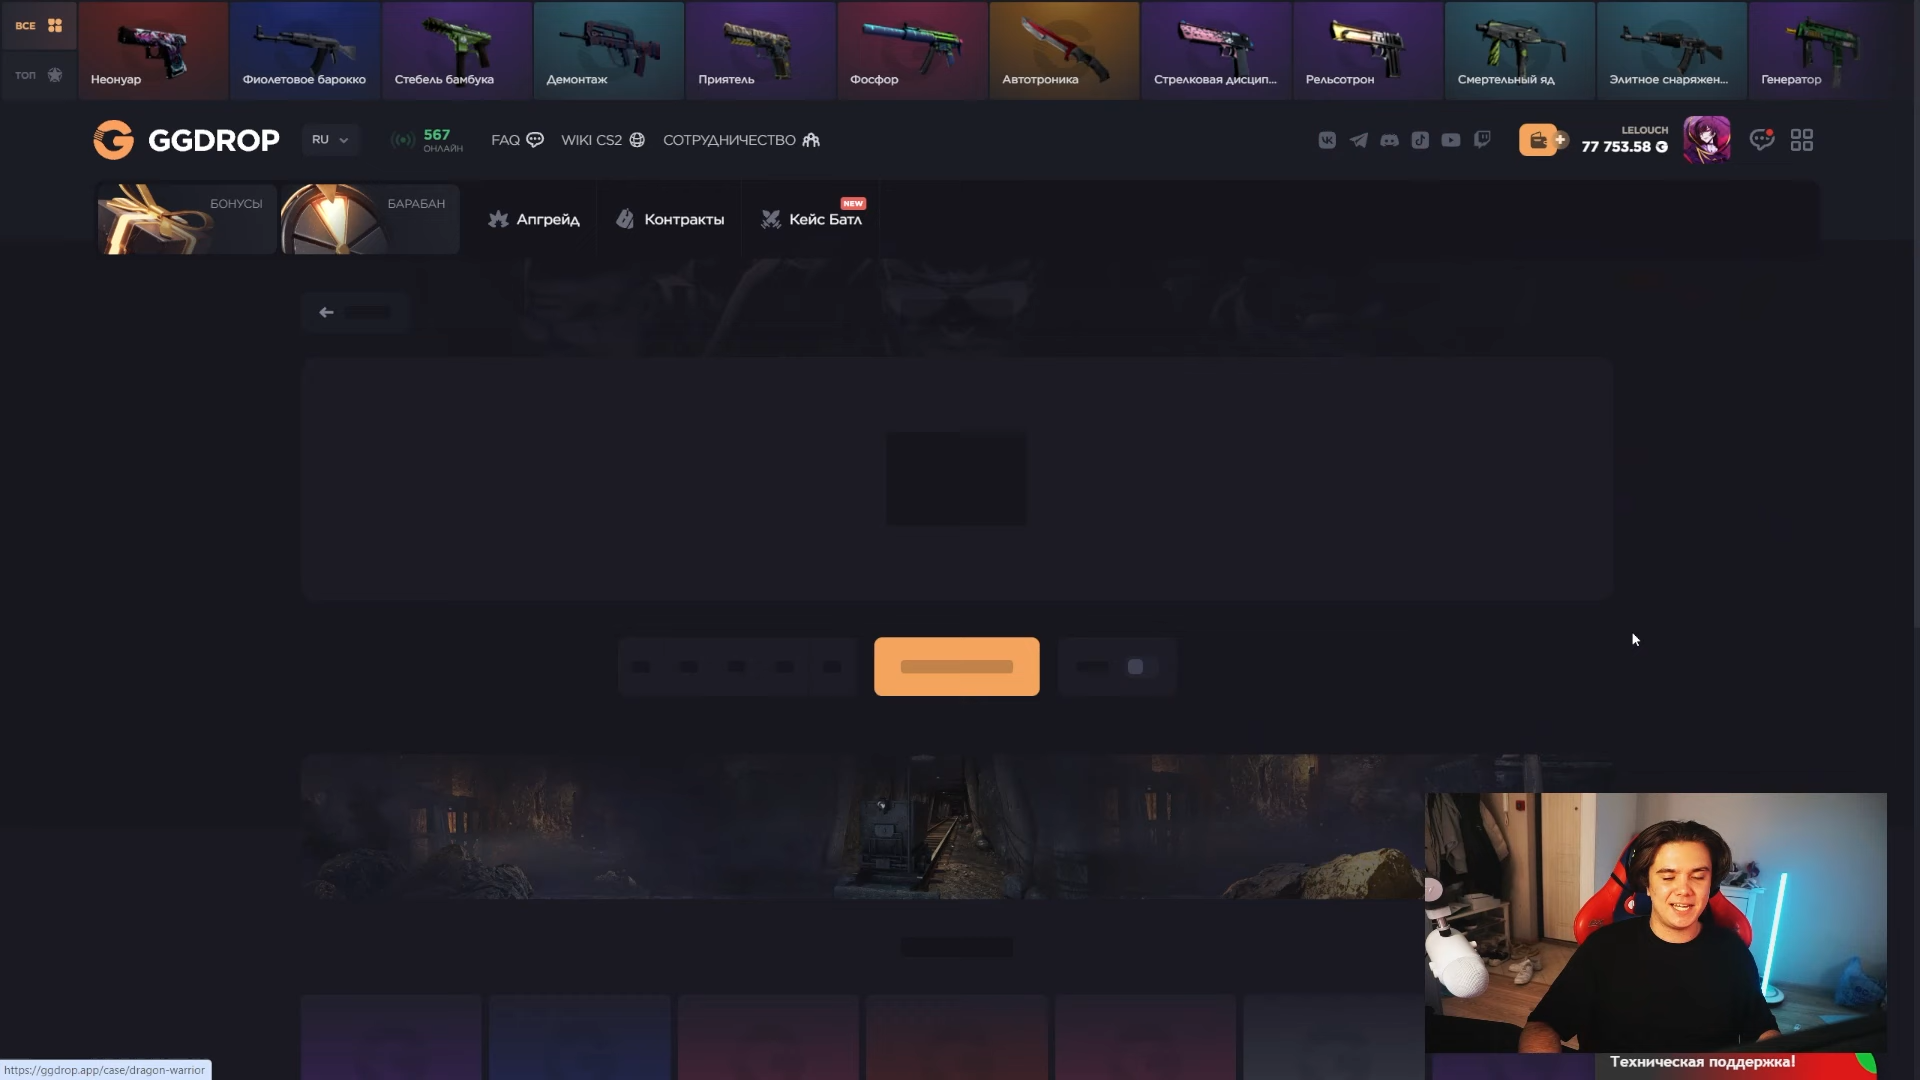 ВСЕ
ТОП
Неонуар
Фиолетовое барокко
Стебель бамбука
Демонтаж
Приятель
Фосфор
Автотроника
Стрелковая дисцип...
Рельсотрон
Смертельный яд
Элитное снаряжен...
Генератор
GGDROP
RU
567
ОНЛАЙН
FAQ
WIKI CS2
СОТРУДНИЧЕСТВО
LELOUCH
77 753.58
БОНУСЫ
БАРАБАН
Апгрейд
Контракты
Кейс Батл
NEW
Техническая поддержка!
https://ggdrop.app/case/dragon-warrior